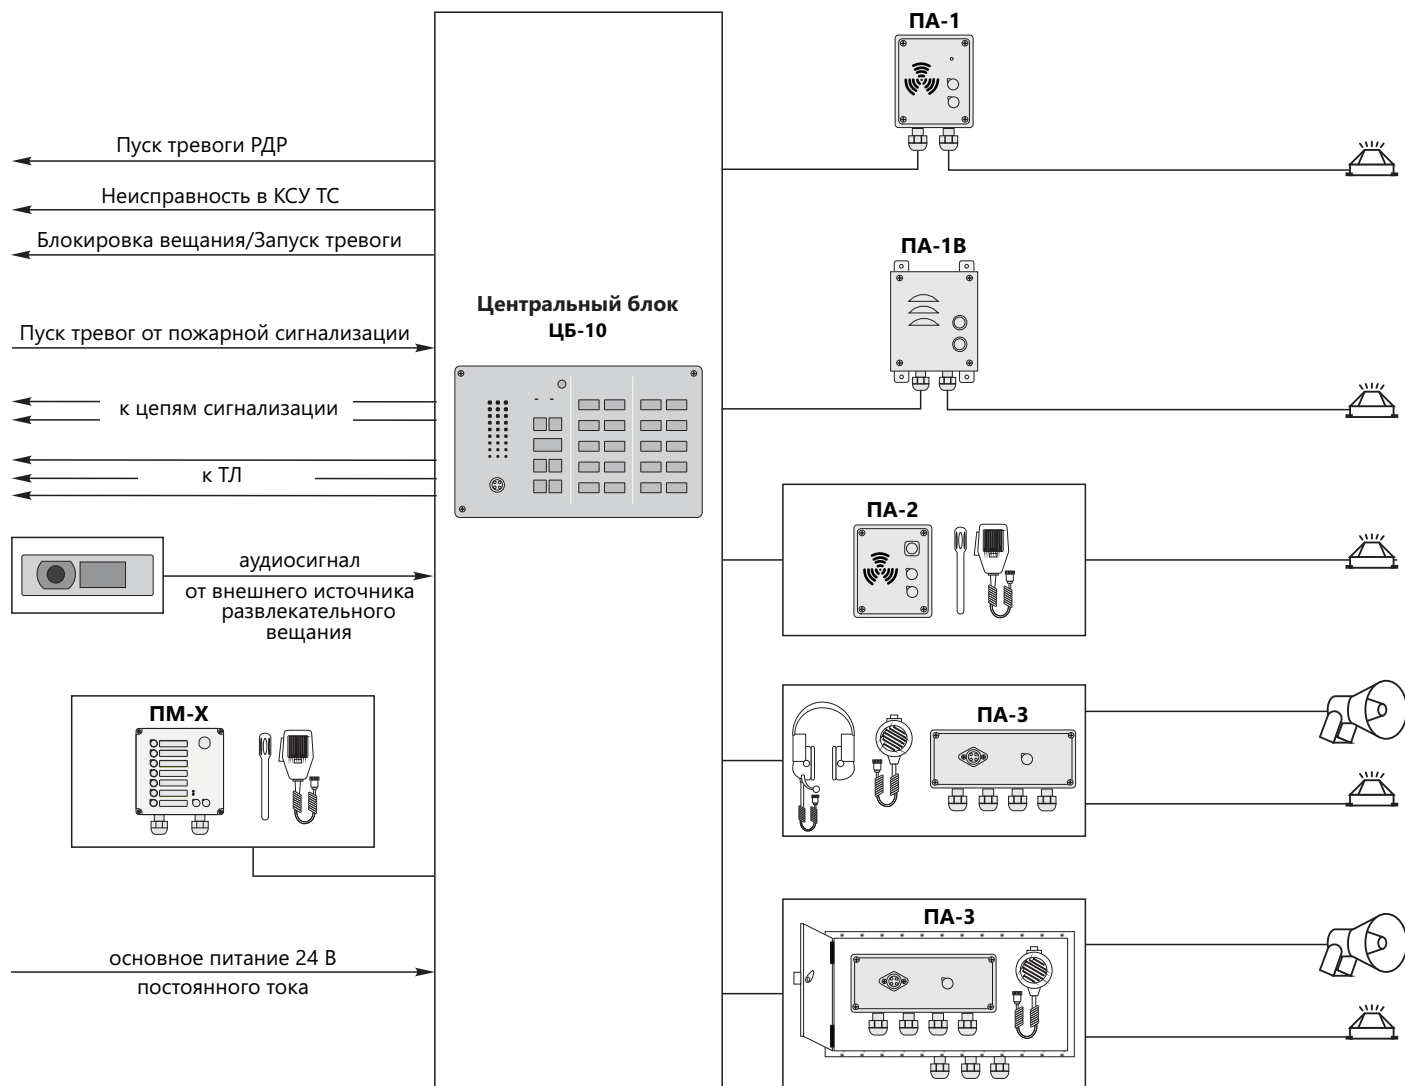 ПА-1
Пуск тревоги РДР
Неисправность в КСУ ТС
Блокировка вещания/Запуск тревоги
ПА-1В
Центральный блок
ЦБ-10
Пуск тревог от пожарной сигнализации
к цепям сигнализации
к ТЛ
ПА-2
аудиосигнал
от внешнего источника
развлекательного
вещания
ПМ-Х
ПА-3
ПА-3
основное питание 24 В
постоянного тока